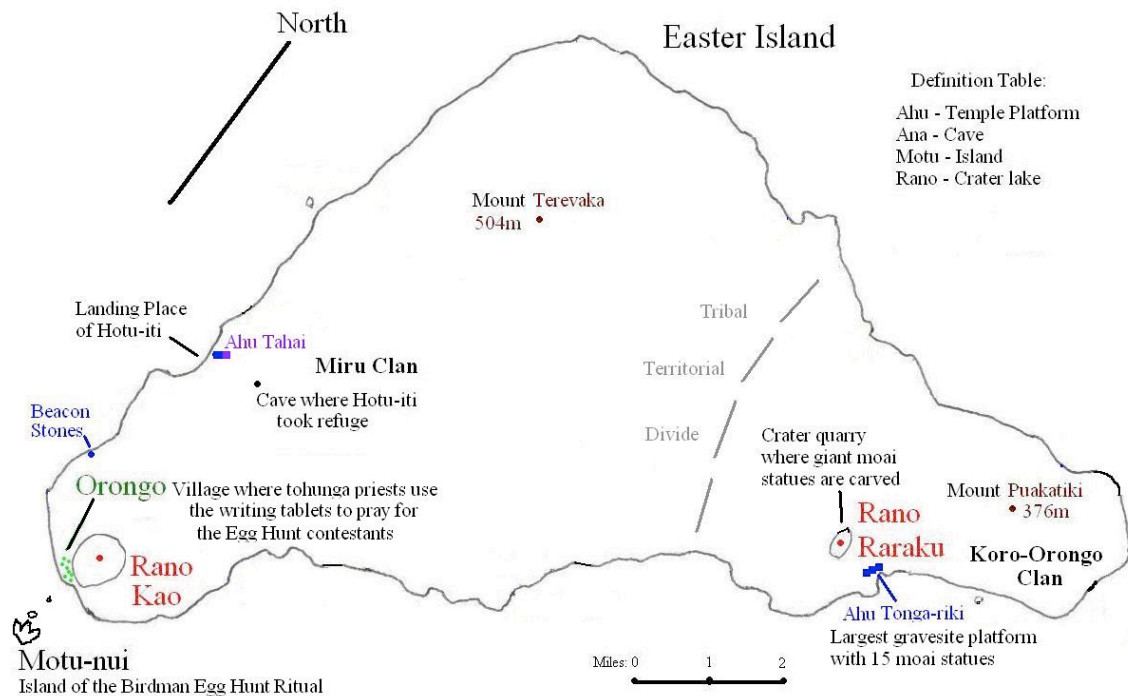 North
Easter Island
Definition Table:
Ahu - Temple Platform
Ana - Cave
Motu - Island
Rano - Crater lake
Mount Terevaka
504m
Landing Place
of Hotu-iti
Ahu Tahai
Miru Clan
Cave where Hotu-iti
took refuge
Tribal
Territorial
Divide
Beacon
Stones
Orongo
Village where tohunga priests use
the writing tablets to pray for
the Egg Hunt contestants
Rano
Kao
Crater quarry
where giant moai
statues are carved
Rano
Raraku
Mount Puakatiki
376m
Koro-Orongo
Clan
Ahu Tonga-riki
Largest gravesite platform
with 15 moai statues
Motu-nui
Island of the Birdman Egg Hunt Ritual
Miles: 0 1 2